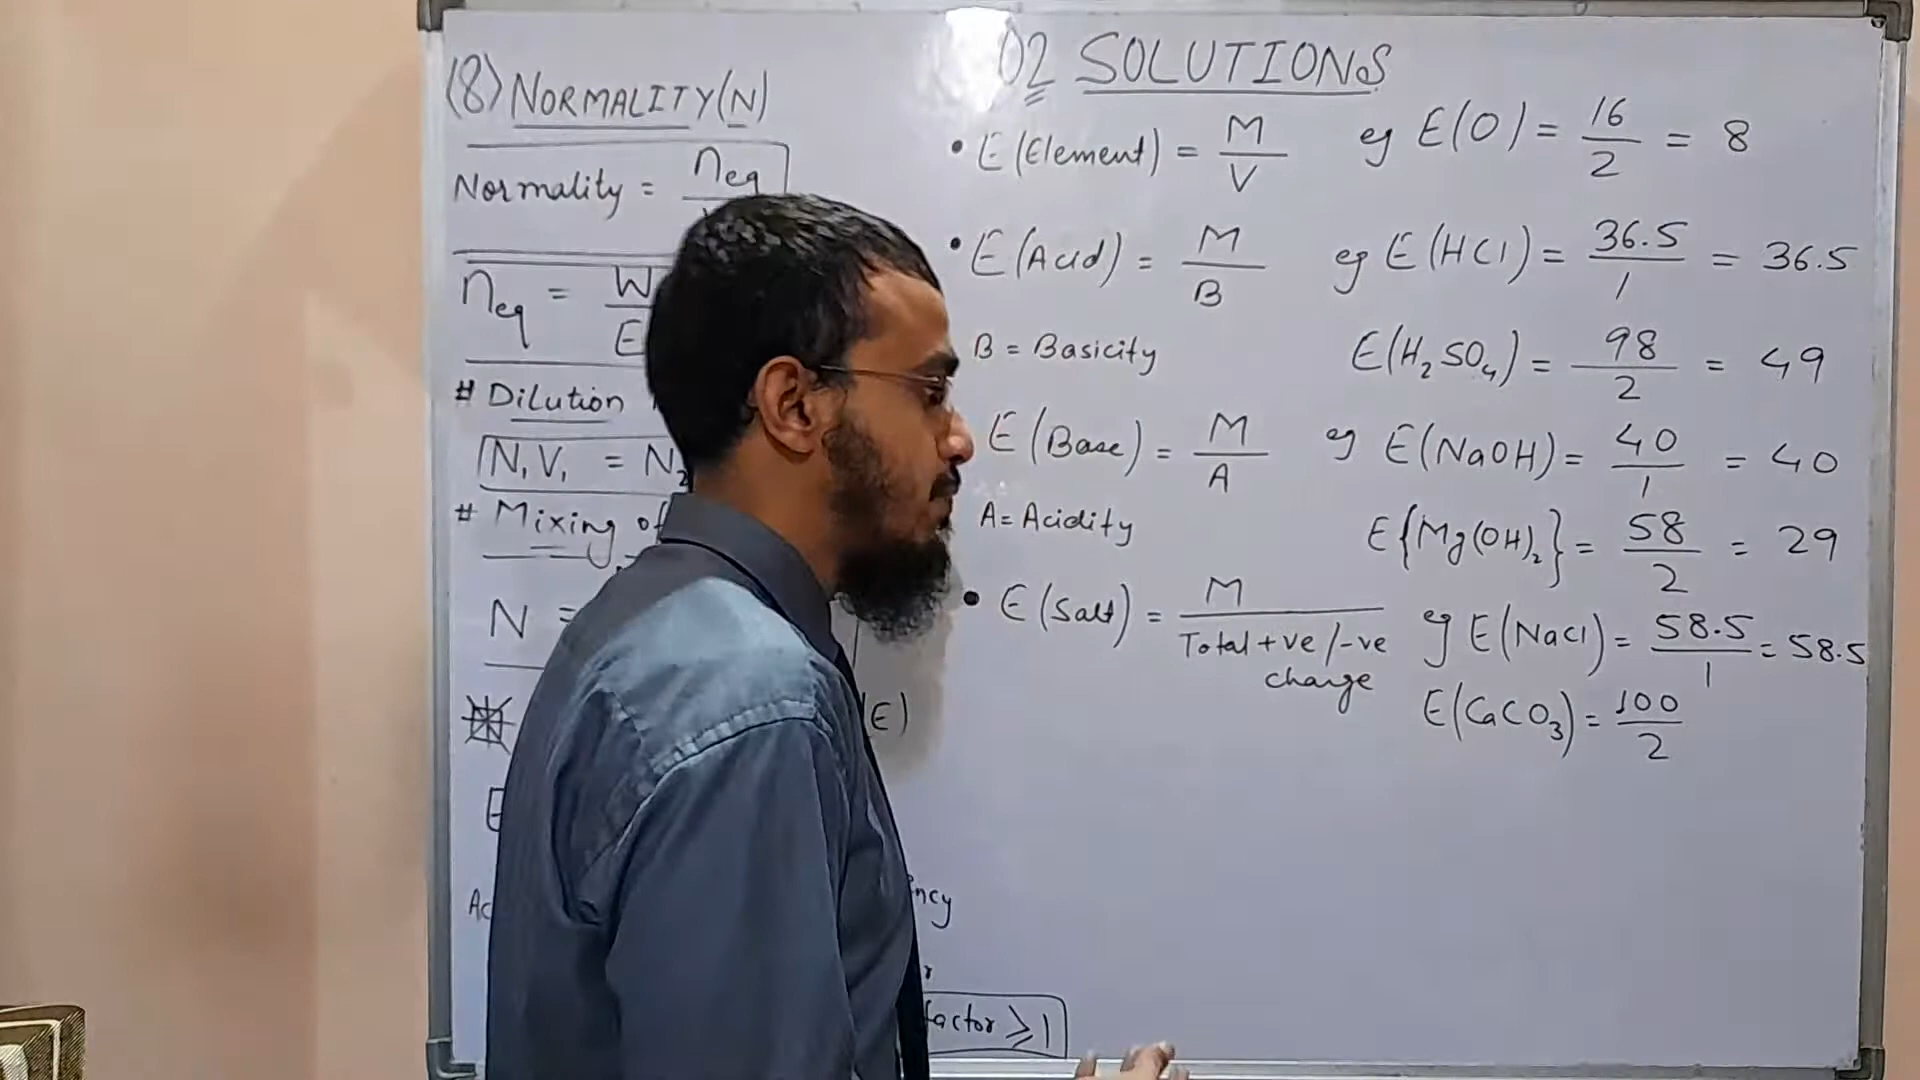 02 SOLUTIONS
(8) NORMALITY(N)
Normality = neq
neq = W
E
# Dilution
N₁V₁ = N₂
# Mixing of
N =
(E)
E
Ac
ncy
r
factor ⩾ 1
• E (Element) = M/V eg E(O) = 16/2 = 8
• E (Acid) = M/B eg E(HCl) = 36.5/1 = 36.5
B = Basicity E(H₂SO₄) = 98/2 = 49
E (Base) = M/A eg E(NaOH) = 40/1 = 40
A = Acidity E{Mg(OH)₂} = 58/2 = 29
• E (Salt) = M/Total +ve/-ve charge eg E(NaCl) = 58.5/1 = 58.5
E(CaCO₃) = 100/2